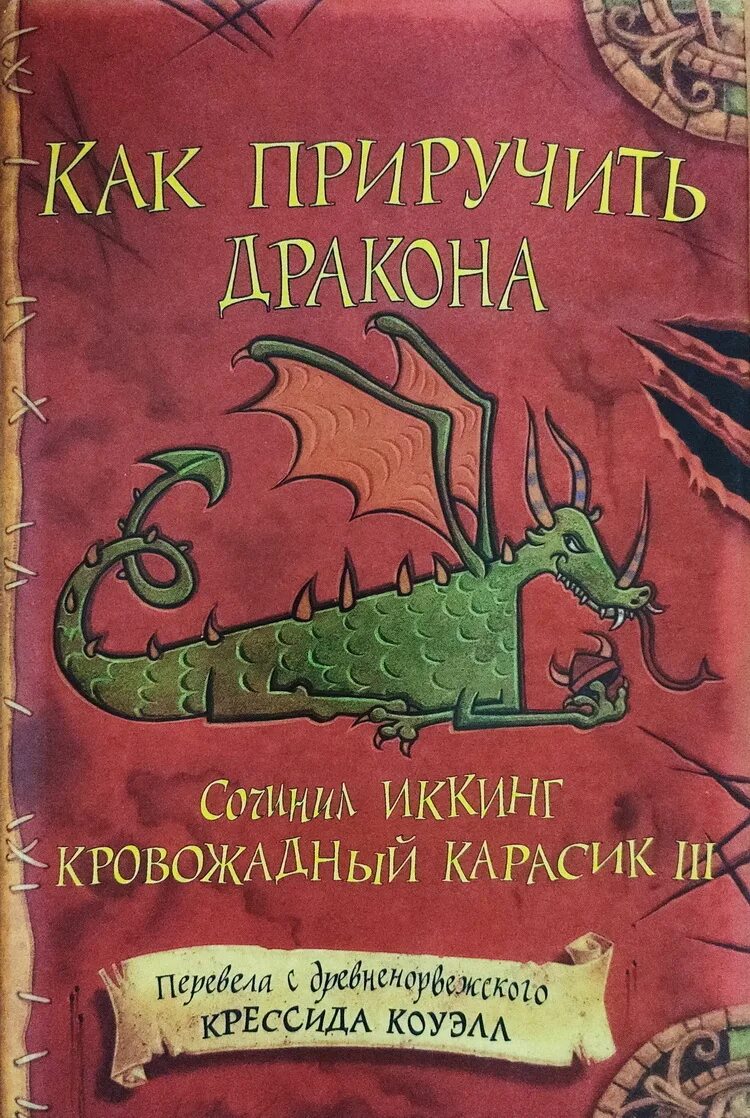 Как приручить
дракона
Сочинил Иккинг
Кровожадный Карасик III
Перевела с древненорвежского
Крессида Коуэлл